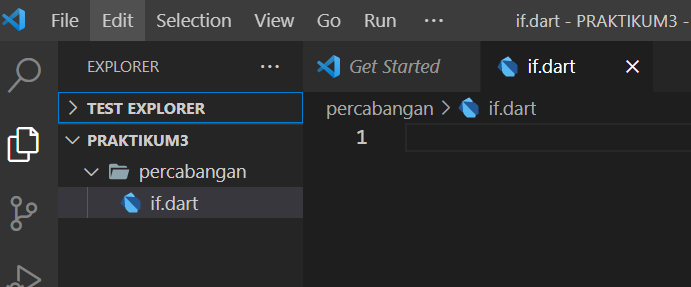 File Edit Selection View Go Run ··· if.dart - PRAKTIKUM3 -
EXPLORER ···
Get Started
if.dart
TEST EXPLORER
percabangan > if.dart
PRAKTIKUM3
1
percabangan
if.dart